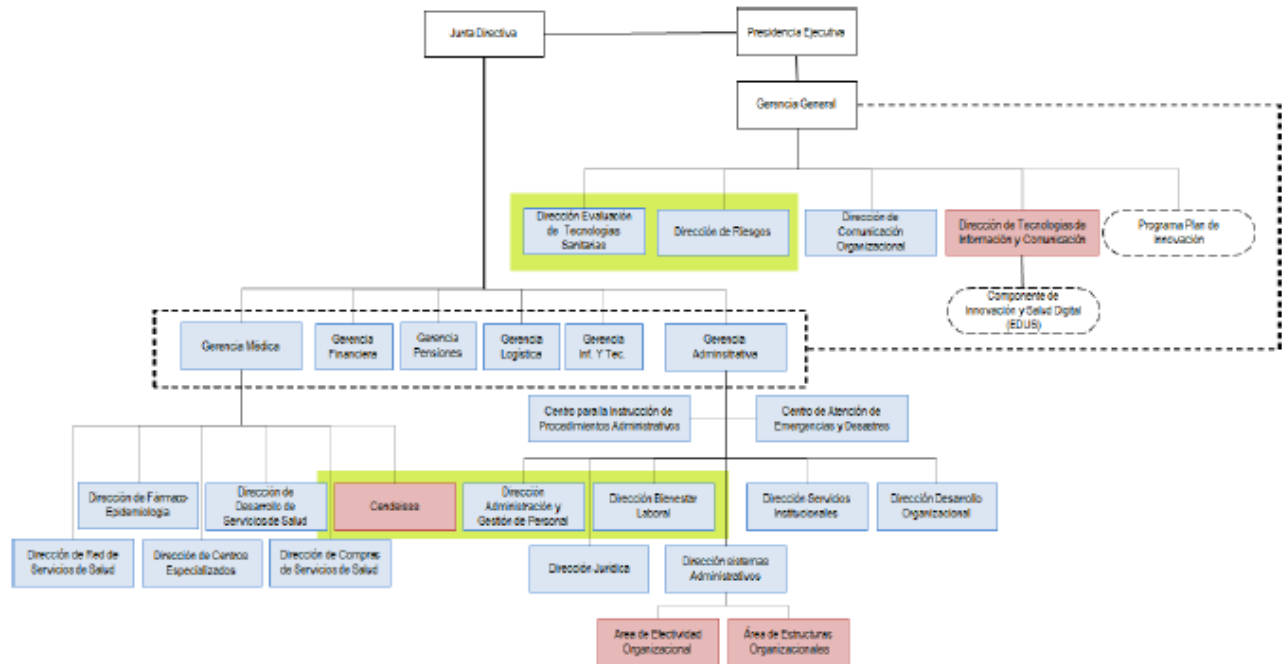 Junta Directiva
Presidencia Ejecutiva
Gerencia General
Dirección Evaluación
de Tecnologías
Sanitarias
Dirección de Riesgos
Dirección de
Comunicación
Organizacional
Dirección de Tecnologías de
Información y Comunicación
Programa Plan de
Innovación
Componente de
Innovación y Salud Digital
(EDUS)
Gerencia Médica
Gerencia
Financiera
Gerencia
Pensiones
Gerencia
Logística
Gerencia
Inf. Y Tec.
Gerencia
Administrativa
Centro para la Instrucción de
Procedimientos Administrativos
Centro de Atención de
Emergencias y Desastres
Dirección de Fármaco-
Epidemiología
Dirección de
Desarrollo de
Servicios de Salud
Cendeisss
Dirección
Administración y
Gestión de Personal
Dirección Bienestar
Laboral
Dirección Servicios
Institucionales
Dirección Desarrollo
Organizacional
Dirección de Red de
Servicios de Salud
Dirección de Centros
Especializados
Dirección de Compras
de Servicios de Salud
Dirección Jurídica
Dirección sistemas
Administrativos
Area de Efectividad
Organizacional
Área de Estructuras
Organizacionales